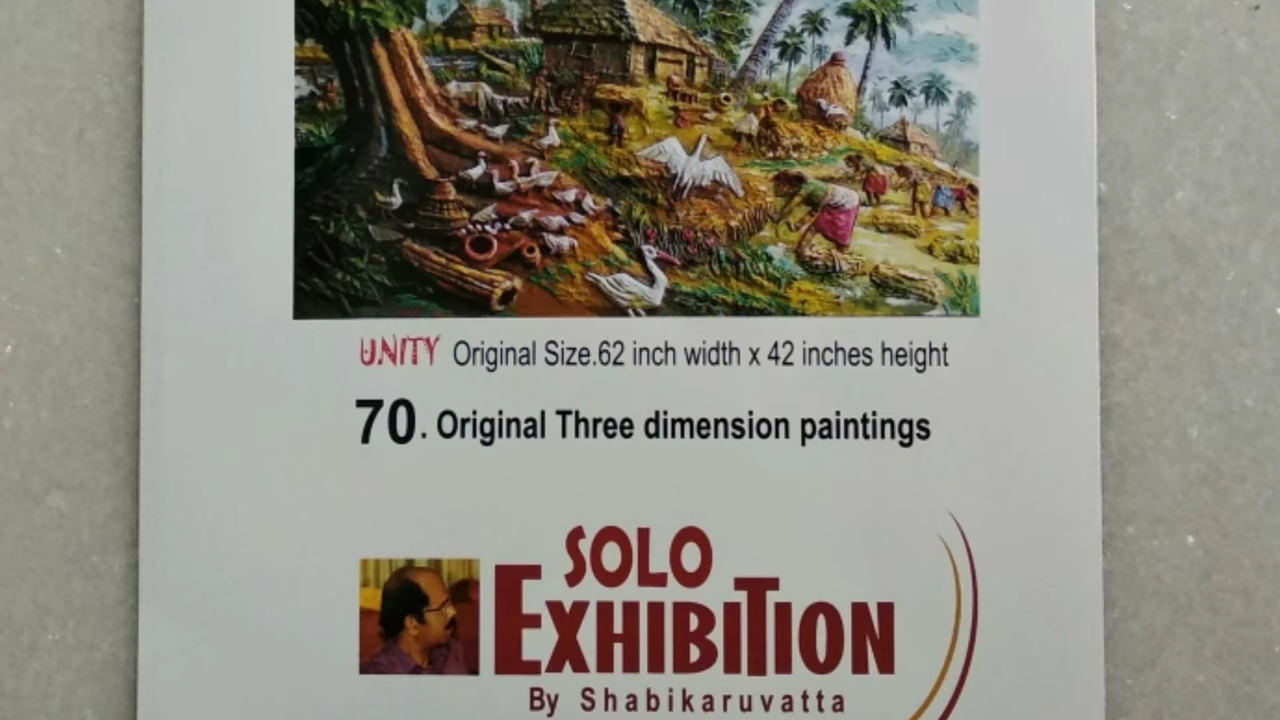 UNITY Original Size.62 inch width x 42 inches height
70. Original Three dimension paintings
SOLO
EXHIBITION
By Shabikaruvatta